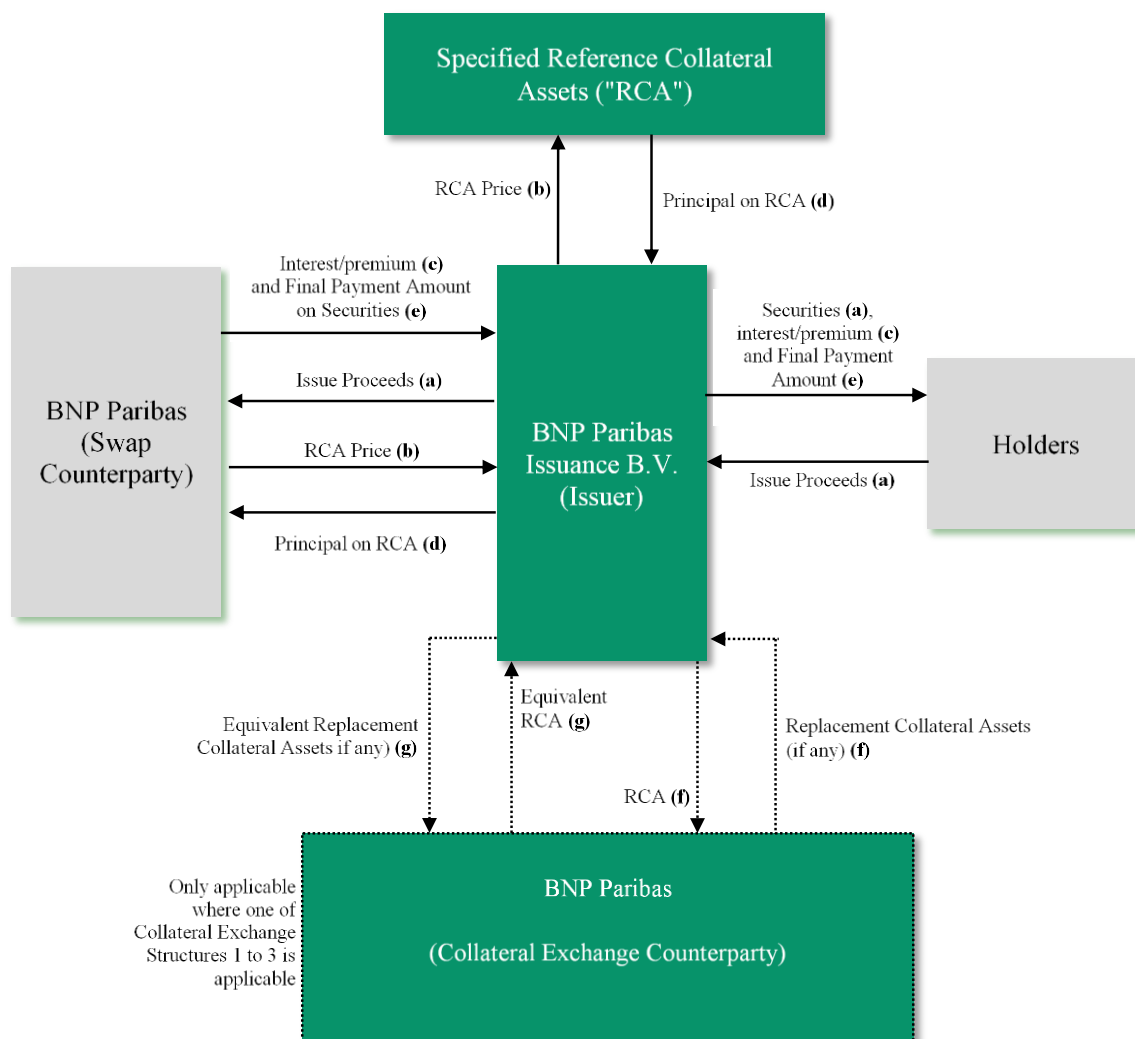 Specified Reference Collateral
Assets ("RCA")
RCA Price (b)
Principal on RCA (d)
Interest/premium (c)
and Final Payment Amount
on Securities (e)
Securities (a),
interest/premium (c)
and Final Payment
Amount (e)
Issue Proceeds (a)
BNP Paribas
(Swap
Counterparty)
BNP Paribas
Issuance B.V.
(Issuer)
Holders
RCA Price (b)
Issue Proceeds (a)
Principal on RCA (d)
Equivalent Replacement
Collateral Assets if any) (g)
Equivalent
RCA (g)
Replacement Collateral Assets
(if any) (f)
RCA (f)
Only applicable
where one of
Collateral Exchange
Structures 1 to 3 is
applicable
BNP Paribas
(Collateral Exchange Counterparty)